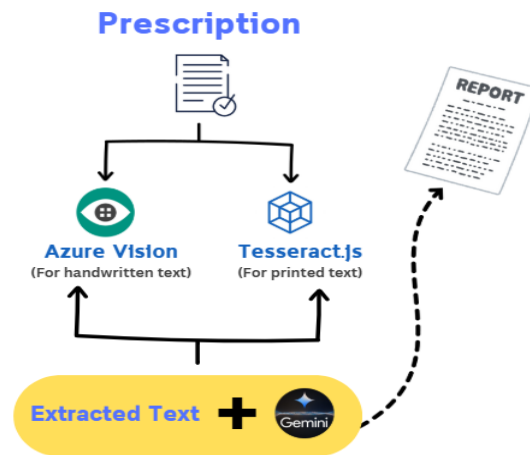 Prescription
REPORT
Azure Vision
(For handwritten text)
Tesseract.js
(For printed text)
Extracted Text + Gemini